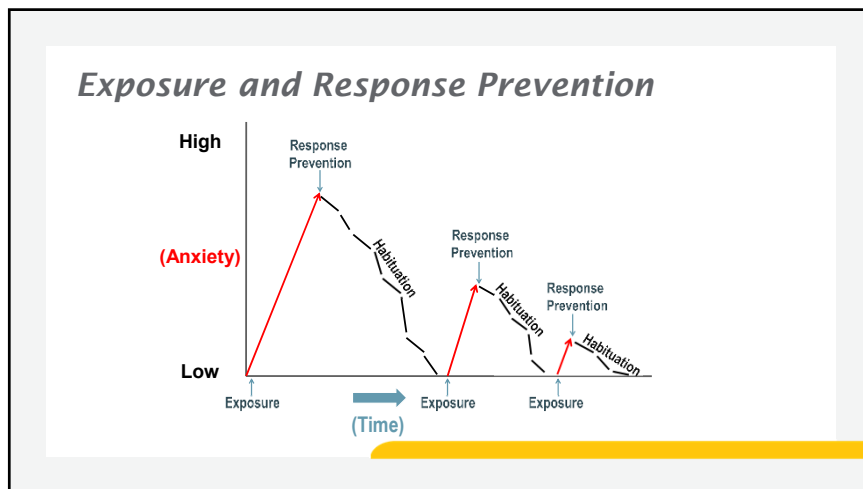 Exposure and Response Prevention
High
Response
Prevention
Habituation
(Anxiety)
Response
Prevention
Habituation
Response
Prevention
Habituation
Low
Exposure
Exposure
Exposure
(Time)